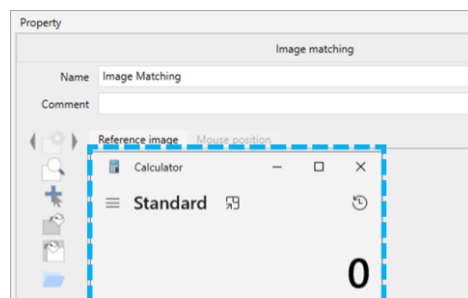 Property
Image matching
Name Image Matching
Comment
Reference image Mouse position
Calculator
Standard
0